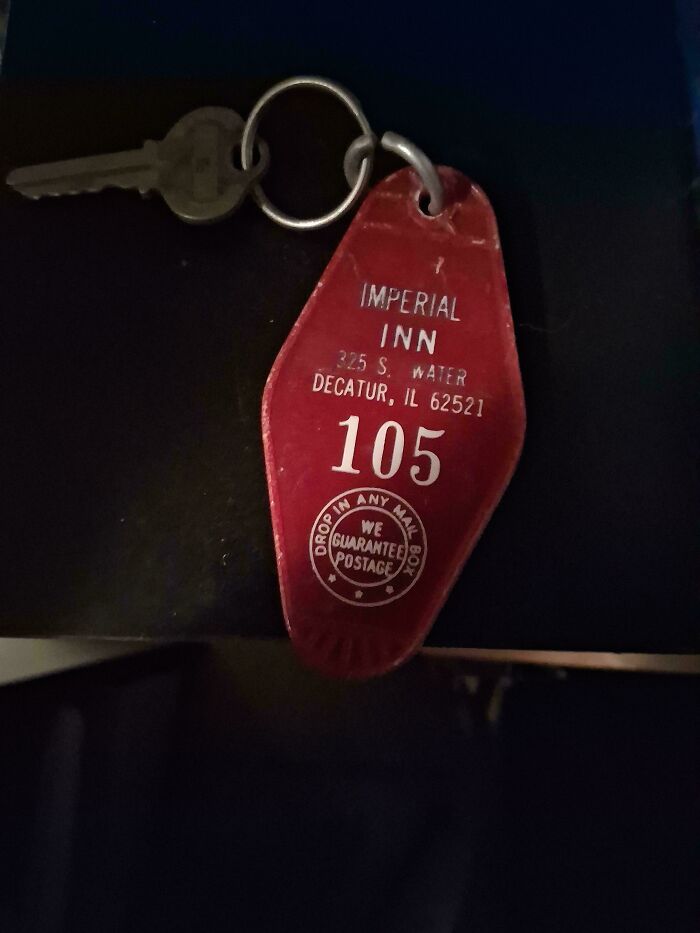 IMPERIAL
INN
325 S. WATER
DECATUR, IL 62521
105
DROP IN ANY MAIL BOX
WE
GUARANTEE
POSTAGE